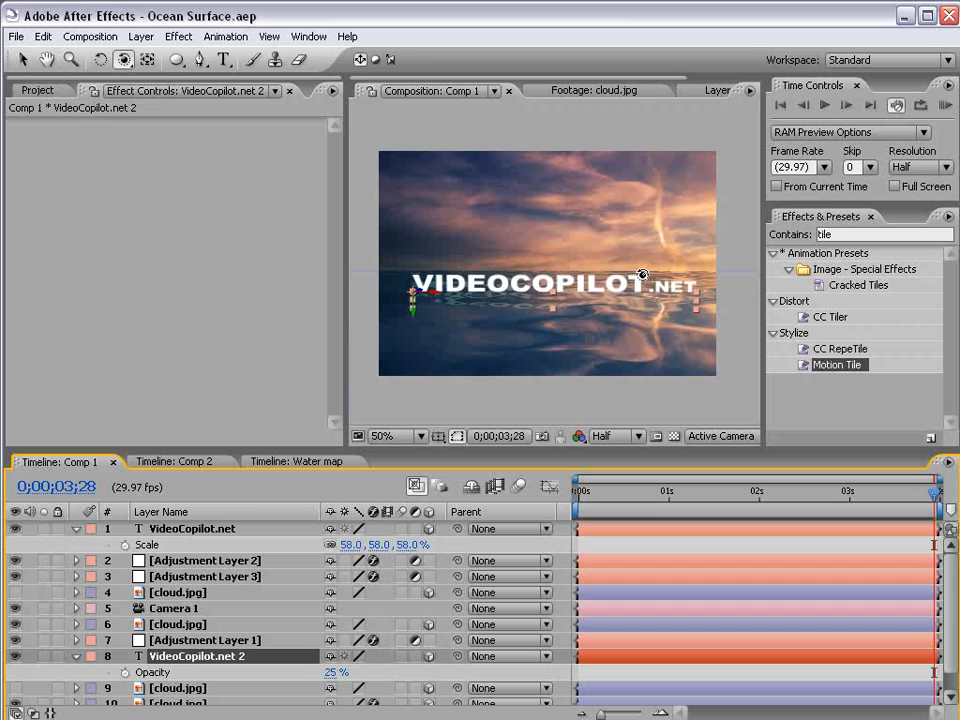 Adobe After Effects - Ocean Surface.aep
File Edit Composition Layer Effect Animation View Window Help
Workspace: Standard
Project Effect Controls: VideoCopilot.net 2 Composition: Comp 1 Footage: cloud.jpg Layer Time Controls
Comp 1 * VideoCopilot.net 2
RAM Preview Options
Frame Rate Skip Resolution
(29.97) 0 Half
From Current Time Full Screen
Effects & Presets
Contains: tile
* Animation Presets
Image - Special Effects
Cracked Tiles
Distort
CC Tiler
Stylize
CC RepeTile
Motion Tile
VIDEOCOPILOT.NET
50% 0;00;03;28 Half Active Camera
Timeline: Comp 1 Timeline: Comp 2 Timeline: Water map
0;00;03;28 (29.97 fps)
:00s 01s 02s 03s
# Layer Name Parent
1 T VideoCopilot.net None
Scale 58.0, 58.0, 58.0 %
2 [Adjustment Layer 2] None
3 [Adjustment Layer 3] None
4 [cloud.jpg] None
5 Camera 1 None
6 [cloud.jpg] None
7 [Adjustment Layer 1] None
8 T VideoCopilot.net 2 None
Opacity 25 %
9 [cloud.jpg] None
10 [cloud.jpg] None